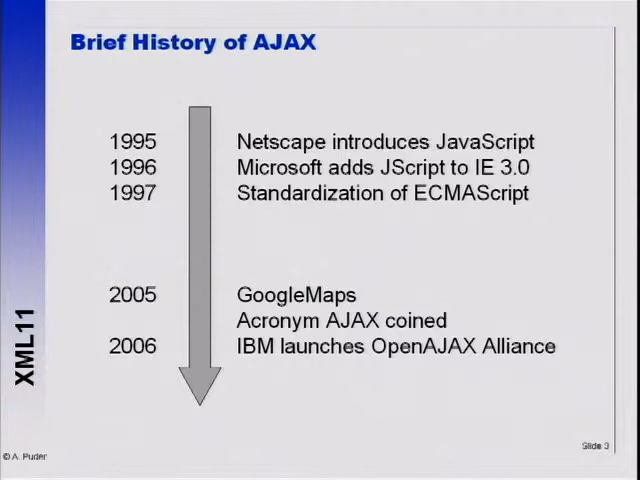 Brief History of AJAX
1995 Netscape introduces JavaScript
1996 Microsoft adds JScript to IE 3.0
1997 Standardization of ECMAScript
2005 GoogleMaps
Acronym AJAX coined
2006 IBM launches OpenAJAX Alliance
XML11
Slide 3
© A. Puder